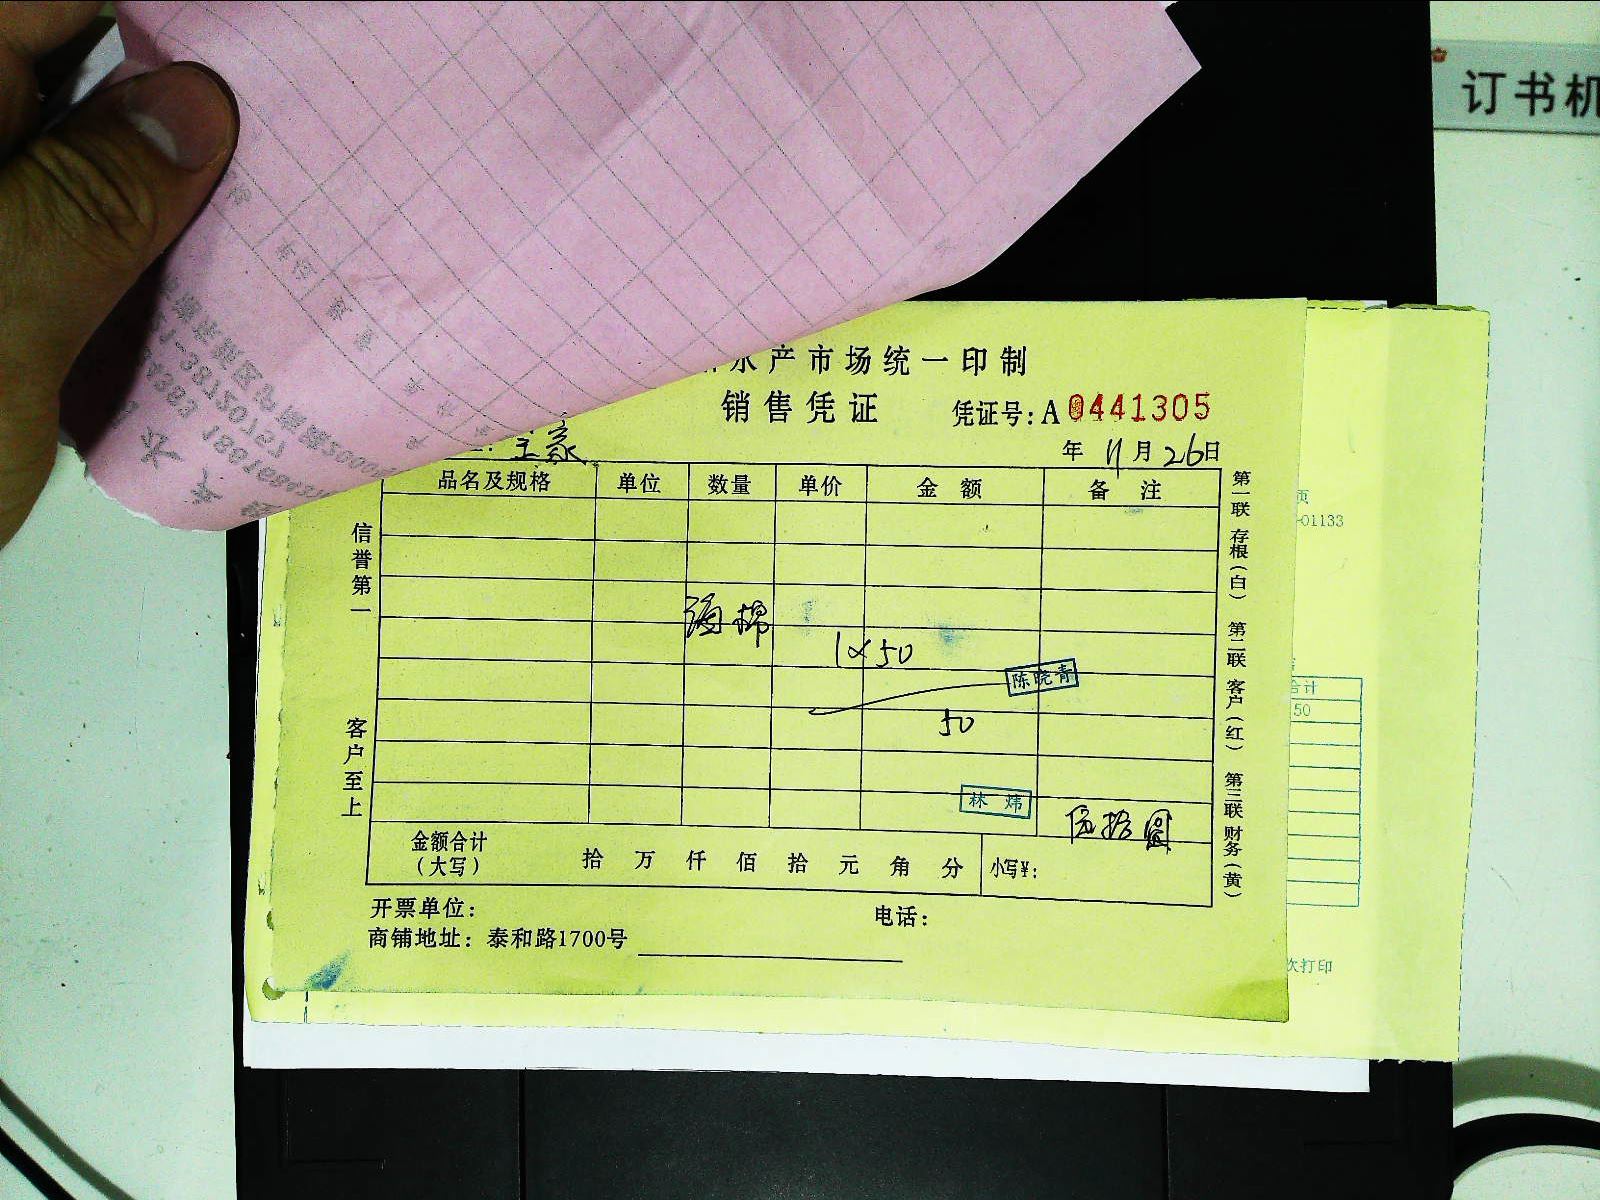 订书机
水产市场统一印制
销售凭证
凭证号：A0441305
年 11月26日
品名及规格 单位 数量 单价 金额 备注
海棉
1×50
陈晓青
50
林炜
伍拾圆
金额合计
（大写）
拾 万 仟 佰 拾 元 角 分
小写¥：
开票单位：
电话：
商铺地址：泰和路1700号
信誉第一
客户至上
第一联 存根（白） 第二联 客户（红） 第三联 财务（黄）
页
-01133
合计
50
次打印